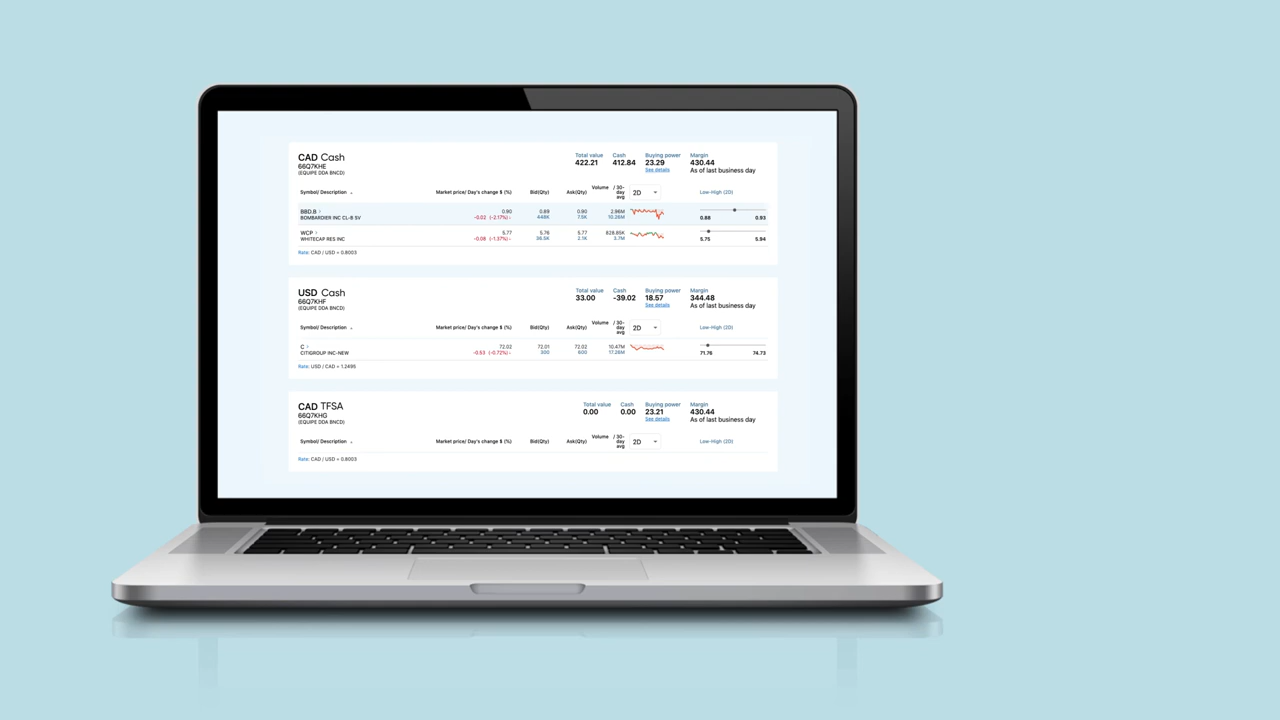 CAD Cash
66Q7KHE
(EQUIPE DDA BNCD)
Total value Cash Buying power Margin
422.21 412.84 23.29 430.44
See details As of last business day
Symbol/ Description Market price/ Day's change $ (%) Bid(Qty) Ask(Qty) Volume / 30-day avg 2D Low-High (2D)
BBD.B 0.90 0.89 0.90 2.96M
BOMBARDIER INC CL-B SV -0.02 (-2.17%) 448K 7.5K 10.26M 0.88 0.93
WCP 5.77 5.76 5.77 828.85K
WHITECAP RES INC -0.08 (-1.37%) 36.5K 2.1K 3.7M 5.75 5.94
Rate: CAD / USD = 0.8003
USD Cash
66Q7KHF
(EQUIPE DDA BNCD)
Total value Cash Buying power Margin
33.00 -39.02 18.57 344.48
See details As of last business day
Symbol/ Description Market price/ Day's change $ (%) Bid(Qty) Ask(Qty) Volume / 30-day avg 2D Low-High (2D)
C 72.02 72.01 72.02 10.47M
CITIGROUP INC-NEW -0.53 (-0.72%) 300 600 17.26M 71.76 74.73
Rate: USD / CAD = 1.2495
CAD TFSA
66Q7KHG
(EQUIPE DDA BNCD)
Total value Cash Buying power Margin
0.00 0.00 23.21 430.44
See details As of last business day
Symbol/ Description Market price/ Day's change $ (%) Bid(Qty) Ask(Qty) Volume / 30-day avg 2D Low-High (2D)
Rate: CAD / USD = 0.8003